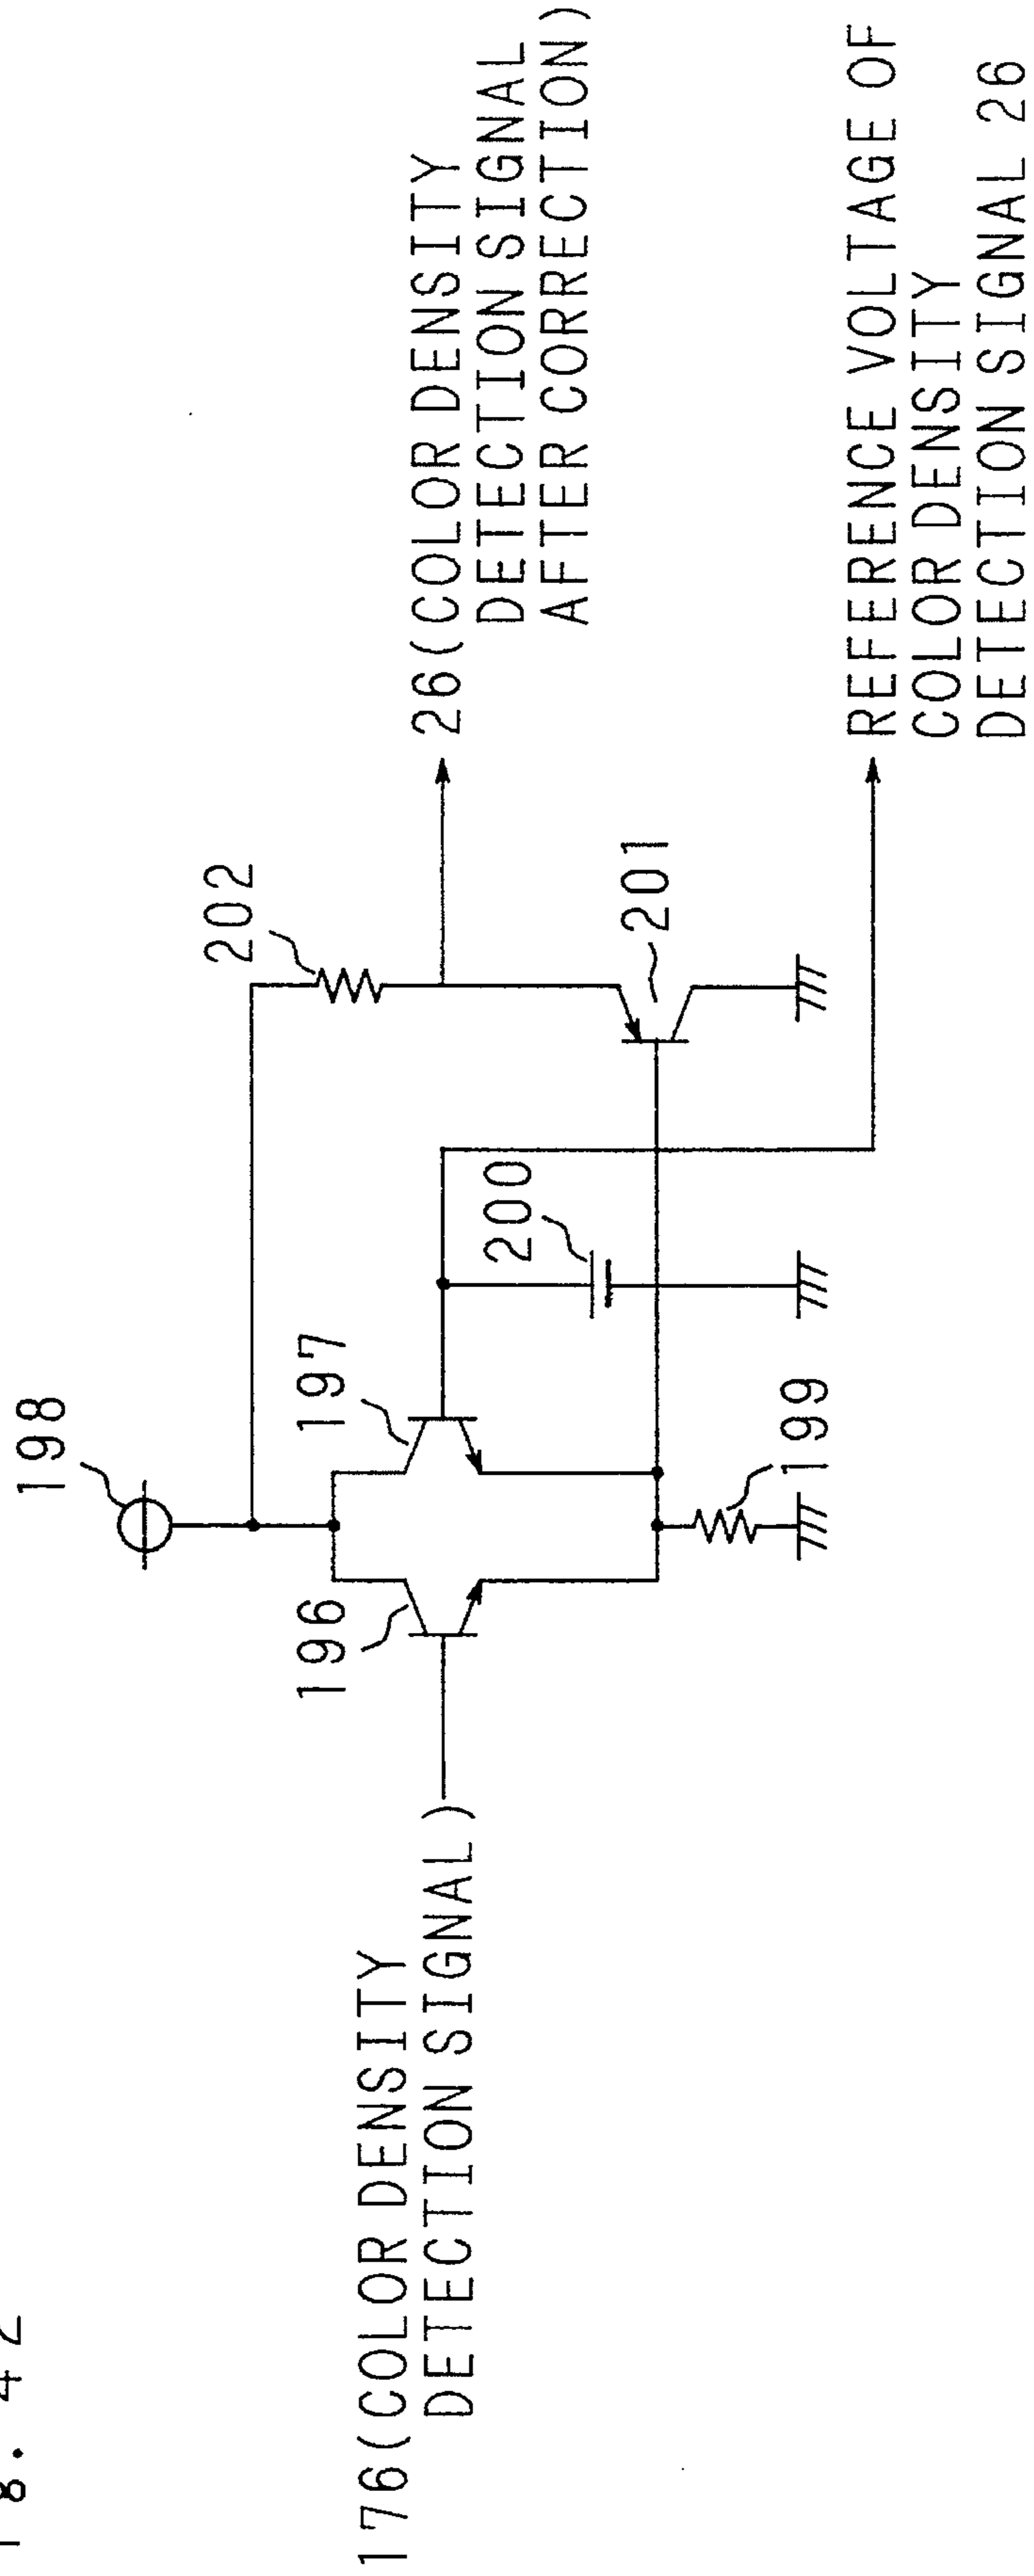 198
202
196
197
176(COLOR DENSITY
DETECTION SIGNAL)
200
26(COLOR DENSITY
DETECTION SIGNAL
AFTER CORRECTION)
201
199
REFERENCE VOLTAGE OF
COLOR DENSITY
DETECTION SIGNAL 26